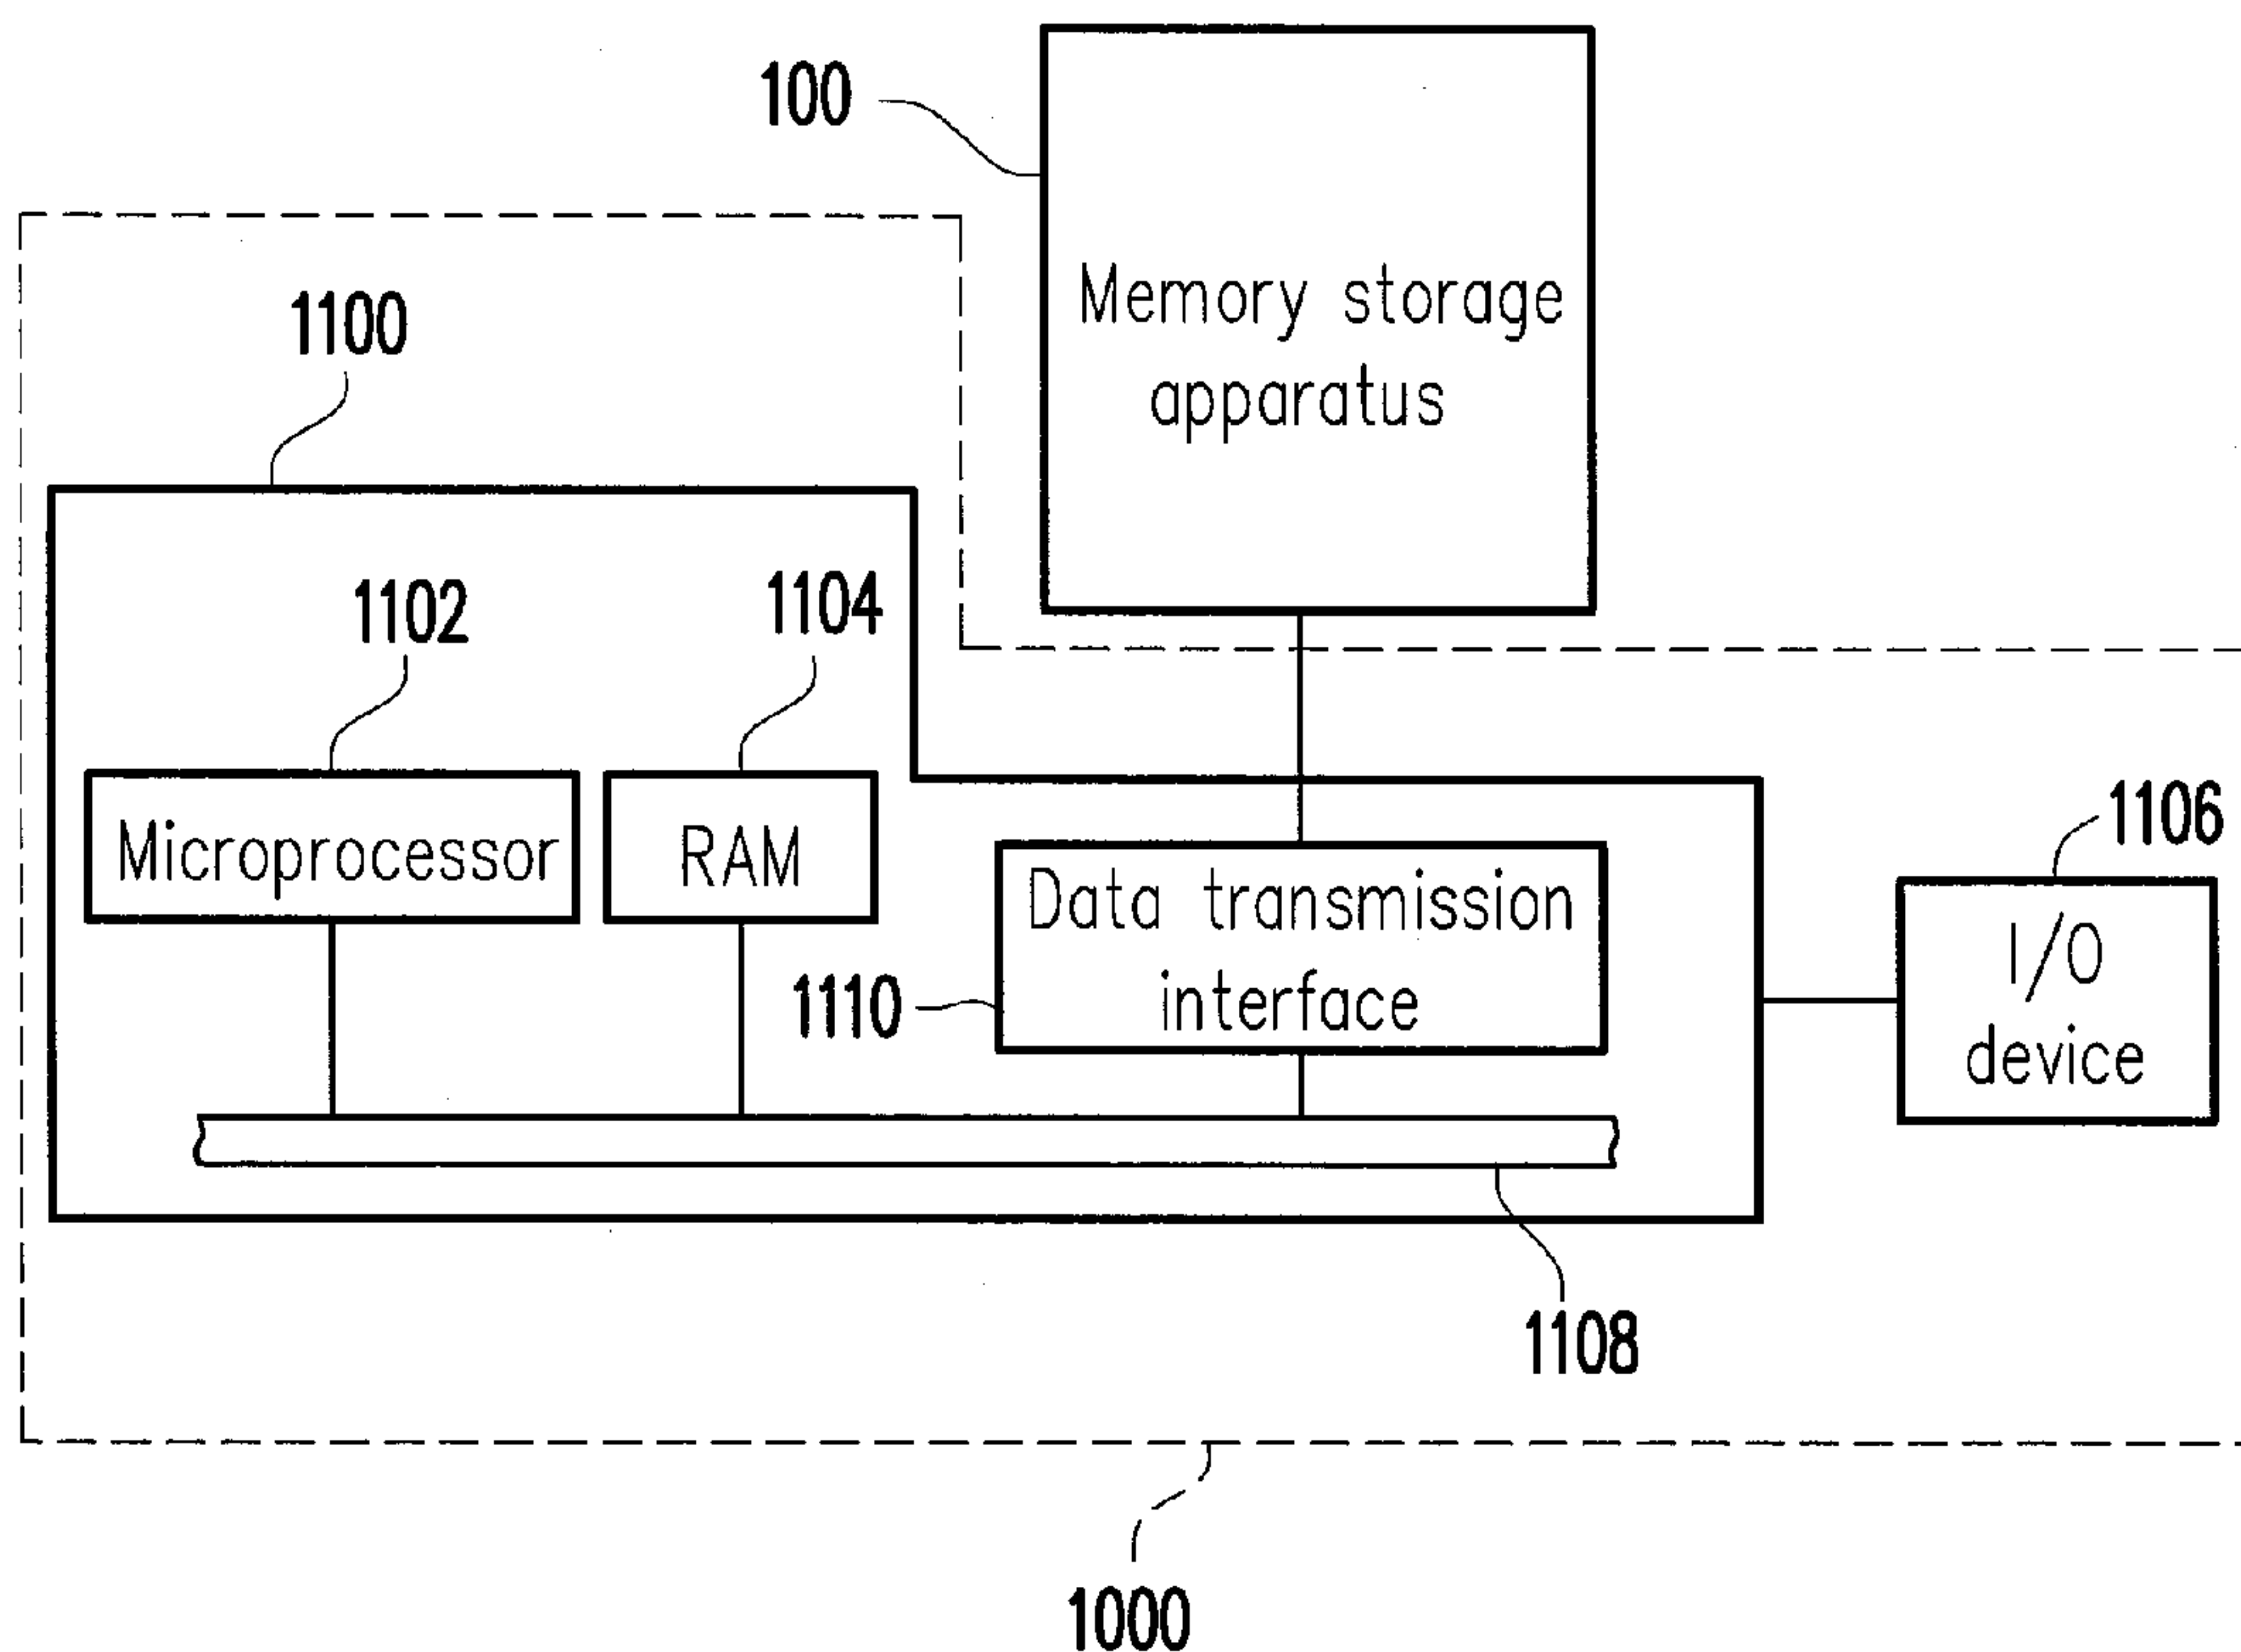 100
Memory storage
apparatus
1100
1102
1104
1106
Microprocessor
RAM
Data transmission
interface
1110
I/O
device
1108
1000